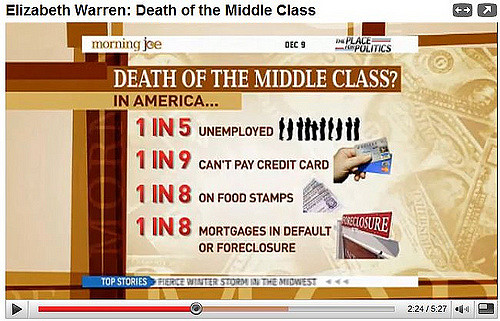 Elizabeth Warren: Death of the Middle Class
morning joe
DEC 9
THE PLACE FOR POLITICS
DEATH OF THE MIDDLE CLASS?
IN AMERICA...
1 IN 5 UNEMPLOYED
1 IN 9 CAN'T PAY CREDIT CARD
1 IN 8 ON FOOD STAMPS
1 IN 8 MORTGAGES IN DEFAULT
OR FORECLOSURE
FORECLOSURE
TOP STORIES FIERCE WINTER STORM IN THE MIDWEST
2:24 / 5:27